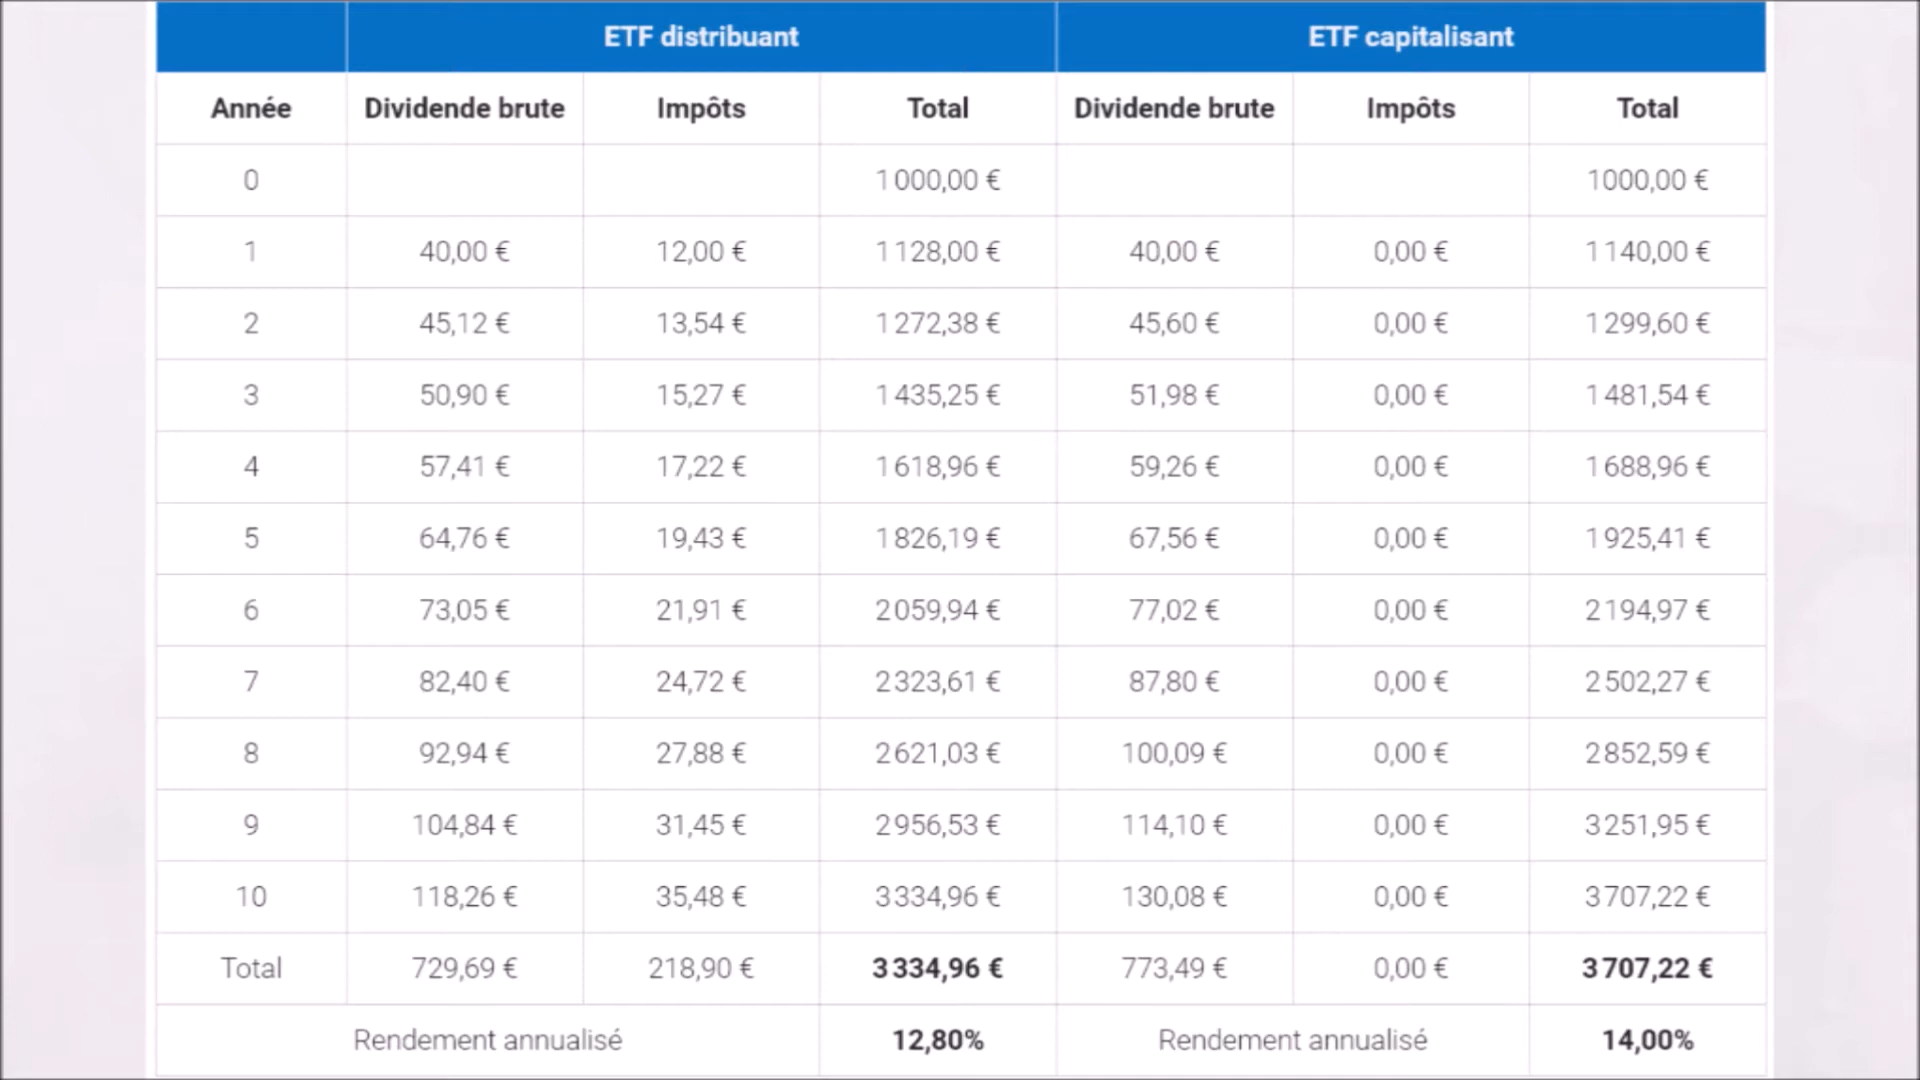 ETF distribuant ETF capitalisant
Année Dividende brute Impôts Total Dividende brute Impôts Total
0 1 000,00 € 1000,00 €
1 40,00 € 12,00 € 1 128,00 € 40,00 € 0,00 € 1 140,00 €
2 45,12 € 13,54 € 1 272,38 € 45,60 € 0,00 € 1 299,60 €
3 50,90 € 15,27 € 1 435,25 € 51,98 € 0,00 € 1 481,54 €
4 57,41 € 17,22 € 1 618,96 € 59,26 € 0,00 € 1 688,96 €
5 64,76 € 19,43 € 1 826,19 € 67,56 € 0,00 € 1 925,41 €
6 73,05 € 21,91 € 2 059,94 € 77,02 € 0,00 € 2 194,97 €
7 82,40 € 24,72 € 2 323,61 € 87,80 € 0,00 € 2 502,27 €
8 92,94 € 27,88 € 2 621,03 € 100,09 € 0,00 € 2 852,59 €
9 104,84 € 31,45 € 2 956,53 € 114,10 € 0,00 € 3 251,95 €
10 118,26 € 35,48 € 3 334,96 € 130,08 € 0,00 € 3 707,22 €
Total 729,69 € 218,90 € 3 334,96 € 773,49 € 0,00 € 3 707,22 €
Rendement annualisé 12,80% Rendement annualisé 14,00%